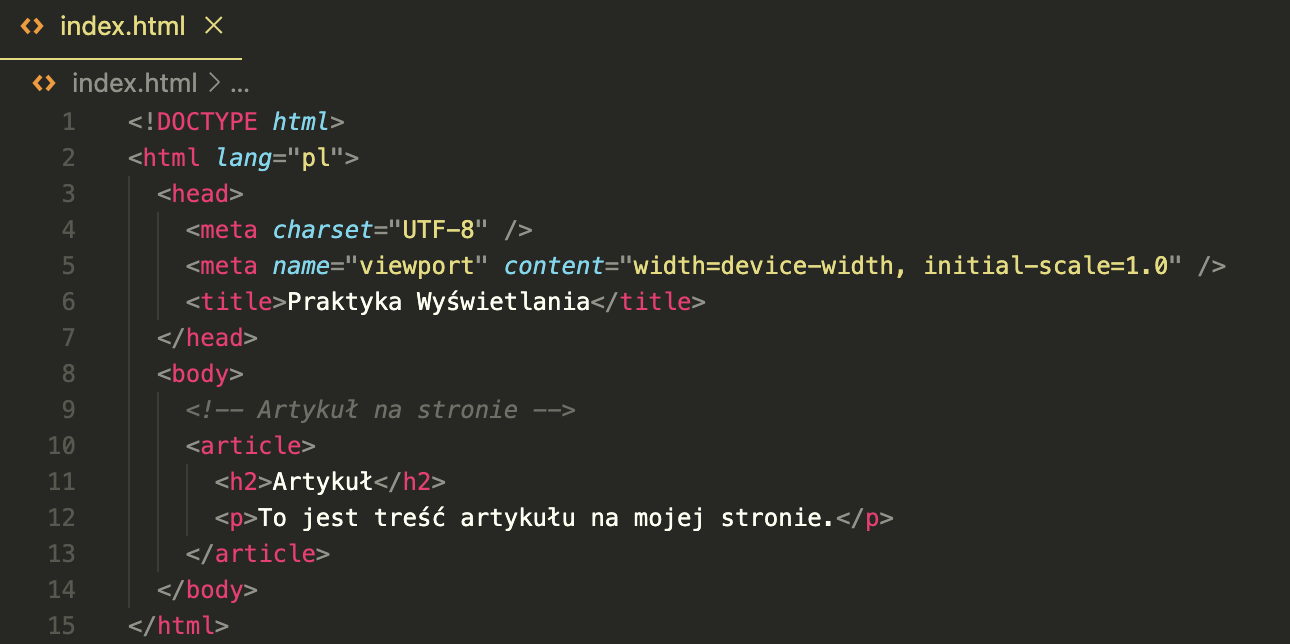 index.html ×
index.html > ...
1 <!DOCTYPE html>
2 <html lang="pl">
3 <head>
4 <meta charset="UTF-8" />
5 <meta name="viewport" content="width=device-width, initial-scale=1.0" />
6 <title>Praktyka Wyświetlania</title>
7 </head>
8 <body>
9 <!-- Artykuł na stronie -->
10 <article>
11 <h2>Artykuł</h2>
12 <p>To jest treść artykułu na mojej stronie.</p>
13 </article>
14 </body>
15 </html>